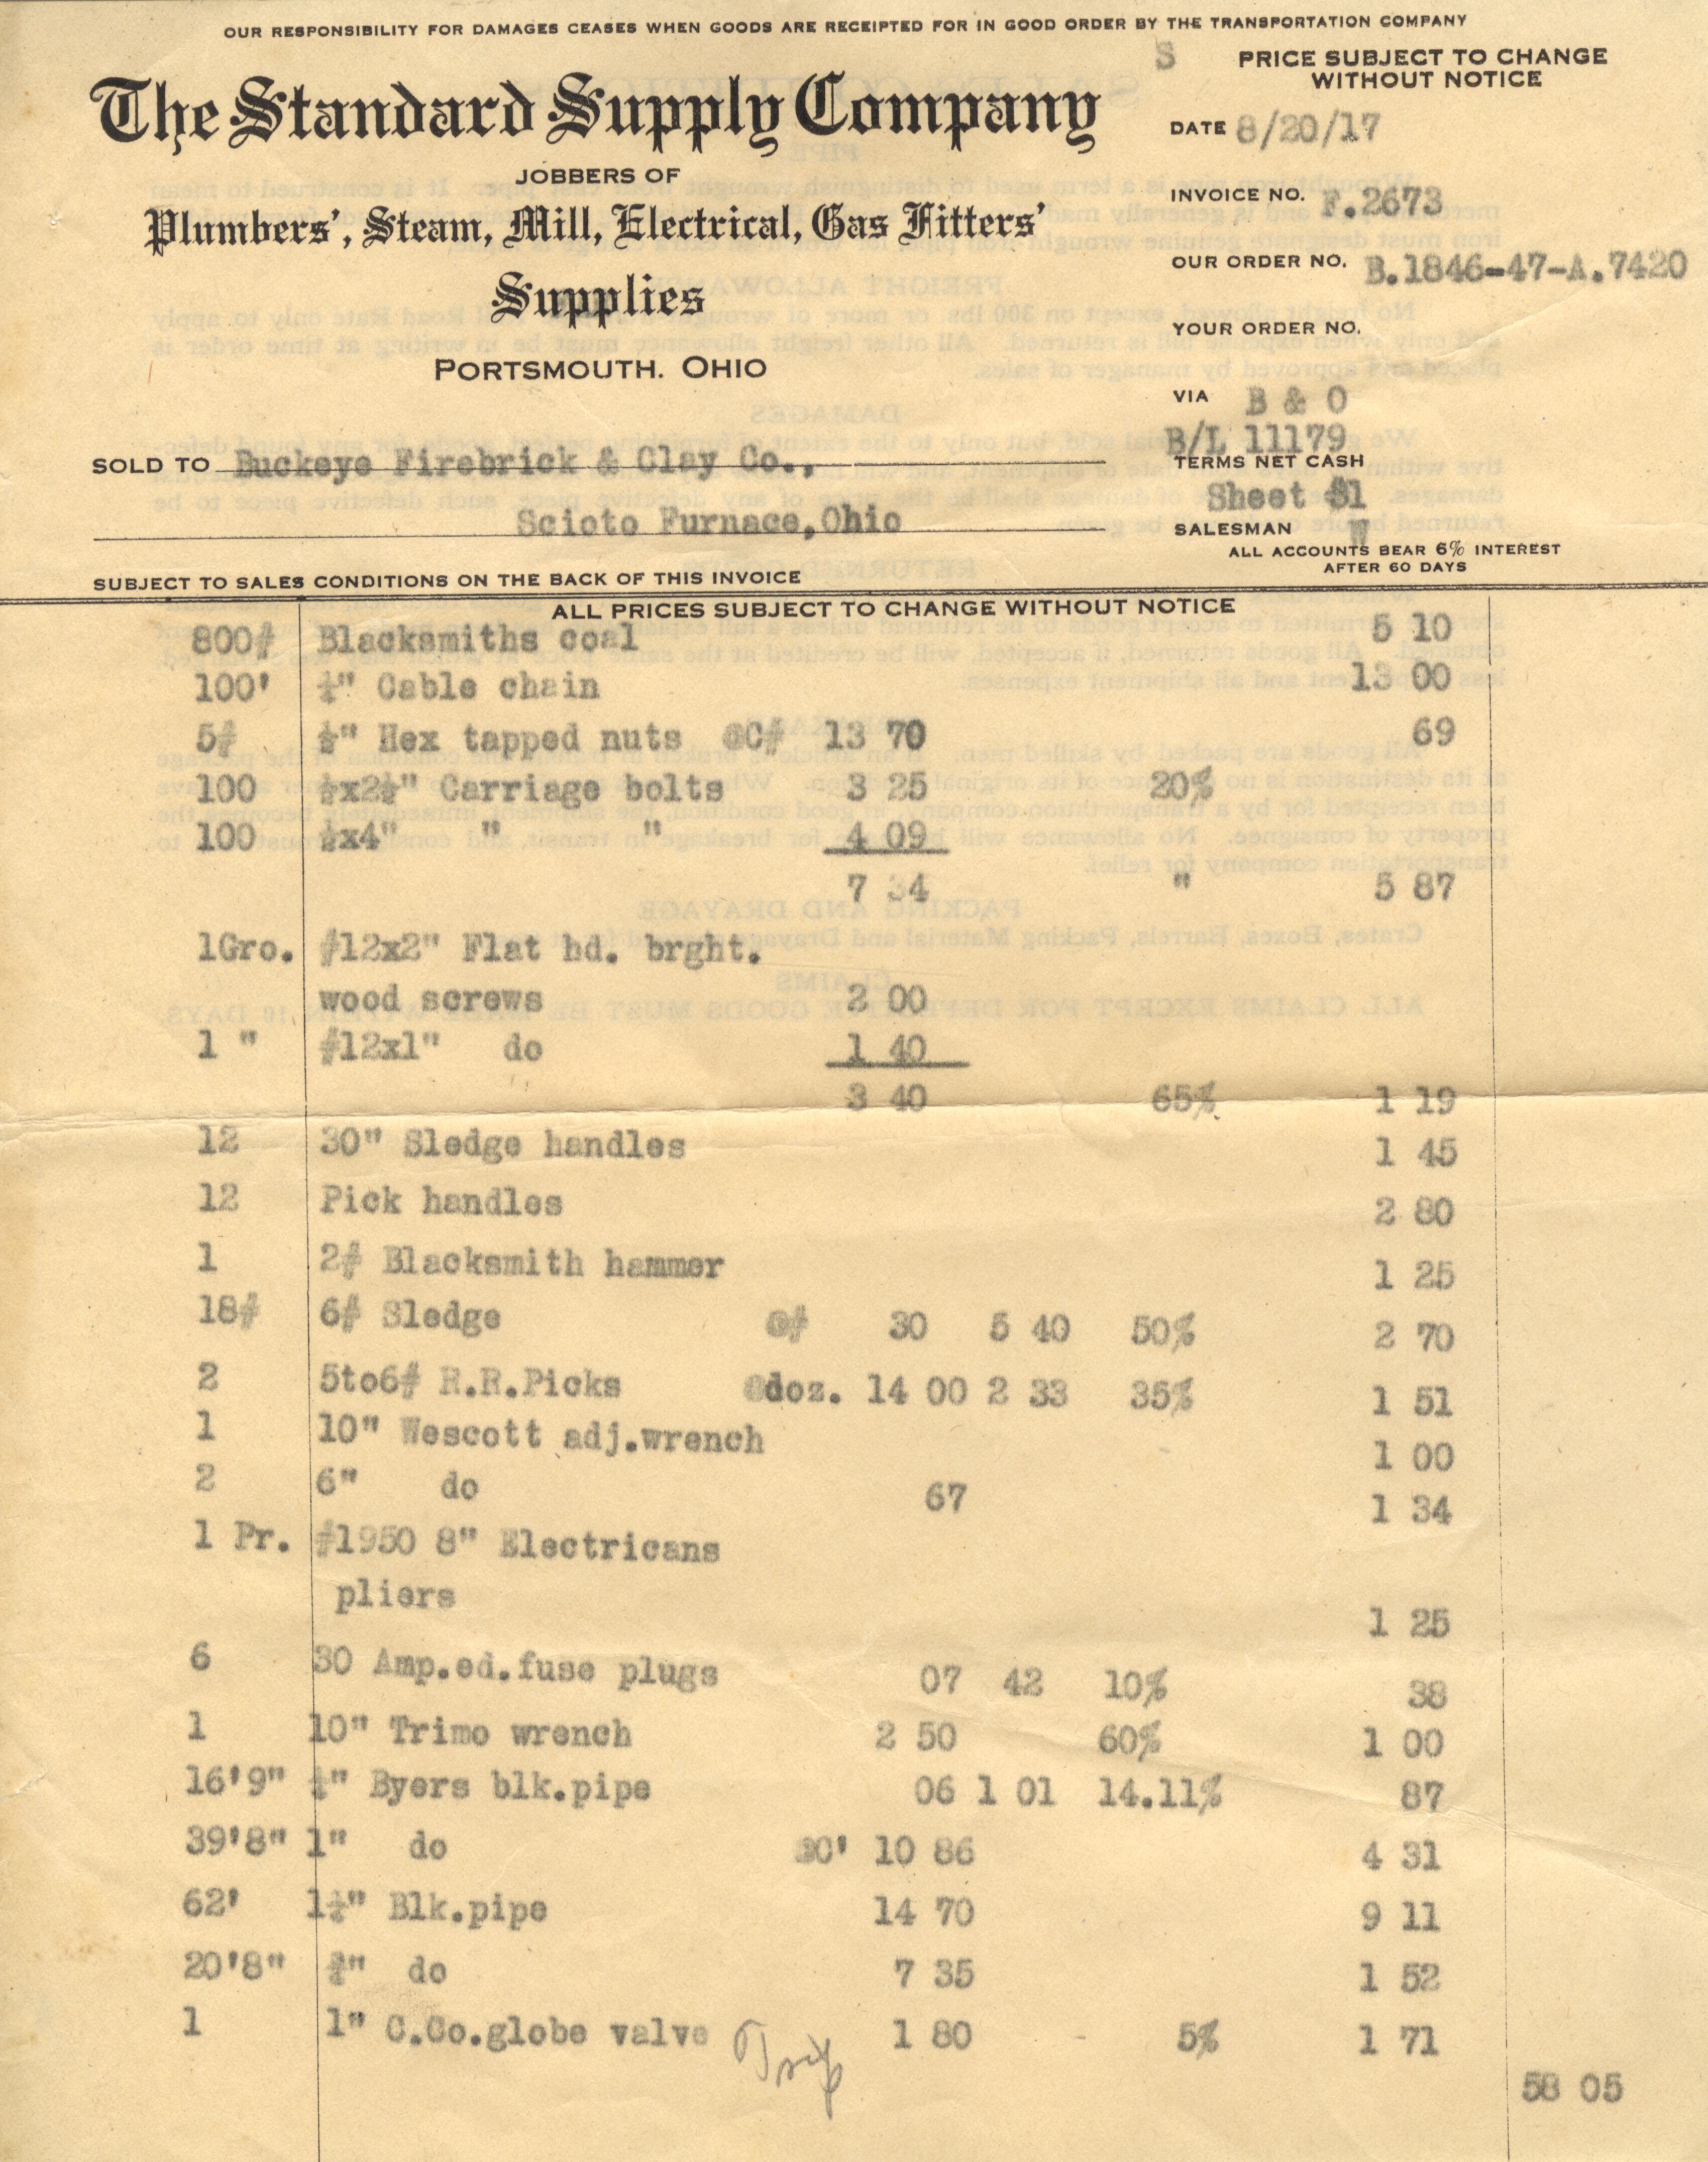 OUR RESPONSIBILITY FOR DAMAGES CEASES WHEN GOODS ARE RECEIPTED FOR IN GOOD ORDER BY THE TRANSPORTATION COMPANY
S PRICE SUBJECT TO CHANGE
WITHOUT NOTICE
The Standard Supply Company
DATE 8/20/17
JOBBERS OF
INVOICE NO. F.2673
Plumbers', Steam, Mill, Electrical, Gas Fitters'
OUR ORDER NO. B.1846-47-A.7420
Supplies
YOUR ORDER NO.
PORTSMOUTH. OHIO
VIA B & O
B/L 11179
SOLD TO Buckeye Firebrick & Clay Co.,
TERMS NET CASH
Sheet #1
Scioto Furnace,Ohio
SALESMAN W
ALL ACCOUNTS BEAR 6% INTEREST
AFTER 60 DAYS
SUBJECT TO SALES CONDITIONS ON THE BACK OF THIS INVOICE
ALL PRICES SUBJECT TO CHANGE WITHOUT NOTICE
800# Blacksmiths coal 5 10
100' ¼" Cable chain 13 00
5# ½" Hex tapped nuts @C# 13 70 69
100 ½x2½" Carriage bolts 3 25 20%
100 ½x4" " " 4 09
7 34 " 5 87
1Gro. #12x2" Flat hd. brght.
wood screws 2 00
1 " #12x1" do 1 40
3 40 65% 1 19
12 30" Sledge handles 1 45
12 Pick handles 2 80
1 2# Blacksmith hammer 1 25
18# 6# Sledge @# 30 5 40 50% 2 70
2 5to6# R.R.Picks @doz. 14 00 2 33 35% 1 51
1 10" Wescott adj.wrench 1 00
2 6" do 67 1 34
1 Pr. #1950 8" Electricans
pliers 1 25
6 30 Amp.ed.fuse plugs 07 42 10% 38
1 10" Trimo wrench 2 50 60% 1 00
16'9" ¼" Byers blk.pipe 06 1 01 14.11% 87
39'8" 1" do @C' 10 86 4 31
62' 1¼" Blk.pipe 14 70 9 11
20'8" ¾" do 7 35 1 52
1 1" C.Co.globe valve 1 80 5% 1 71
58 05